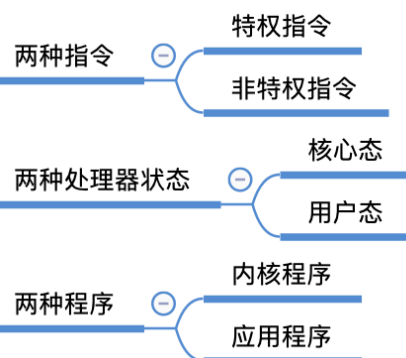 特权指令
两种指令
非特权指令
核心态
两种处理器状态
用户态
内核程序
两种程序
应用程序